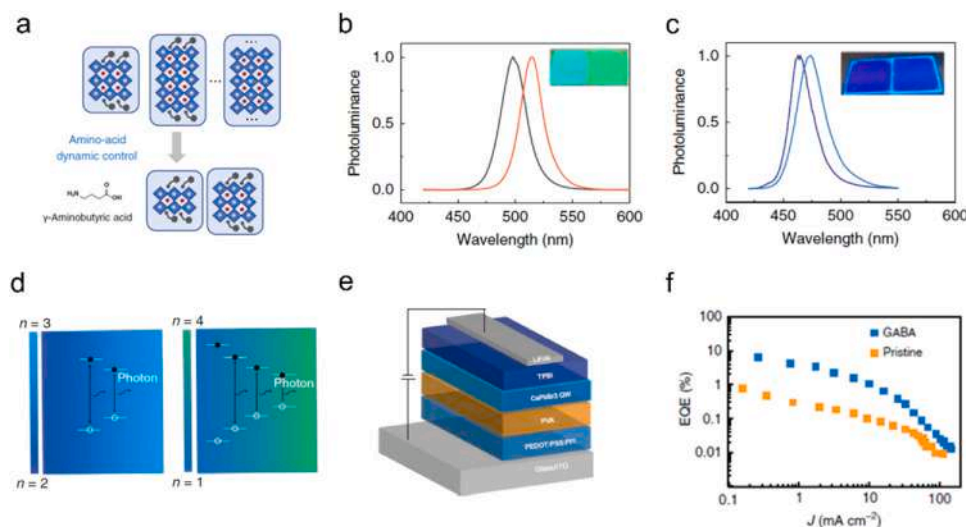 a
...
...
...
Amino-acid
dynamic control
H₂N
O
OH
γ-Aminobutyric acid
b
Photoluminance
1.0
0.5
0.0
400 450 500 550 600
Wavelength (nm)
c
Photoluminance
1.0
0.5
0.0
400 450 500 550 600
Wavelength (nm)
d
n = 3
n = 4
Photon
Photon
n = 2
n = 1
e
LiF/Al
TPBi
CsPbBr3 QW
PVA
PEDOT:PSS/PFI
Glass/ITO
f
EQE (%)
100
10
1
0.1
0.01
GABA
Pristine
0.1 1 10 100
J (mA cm⁻²)